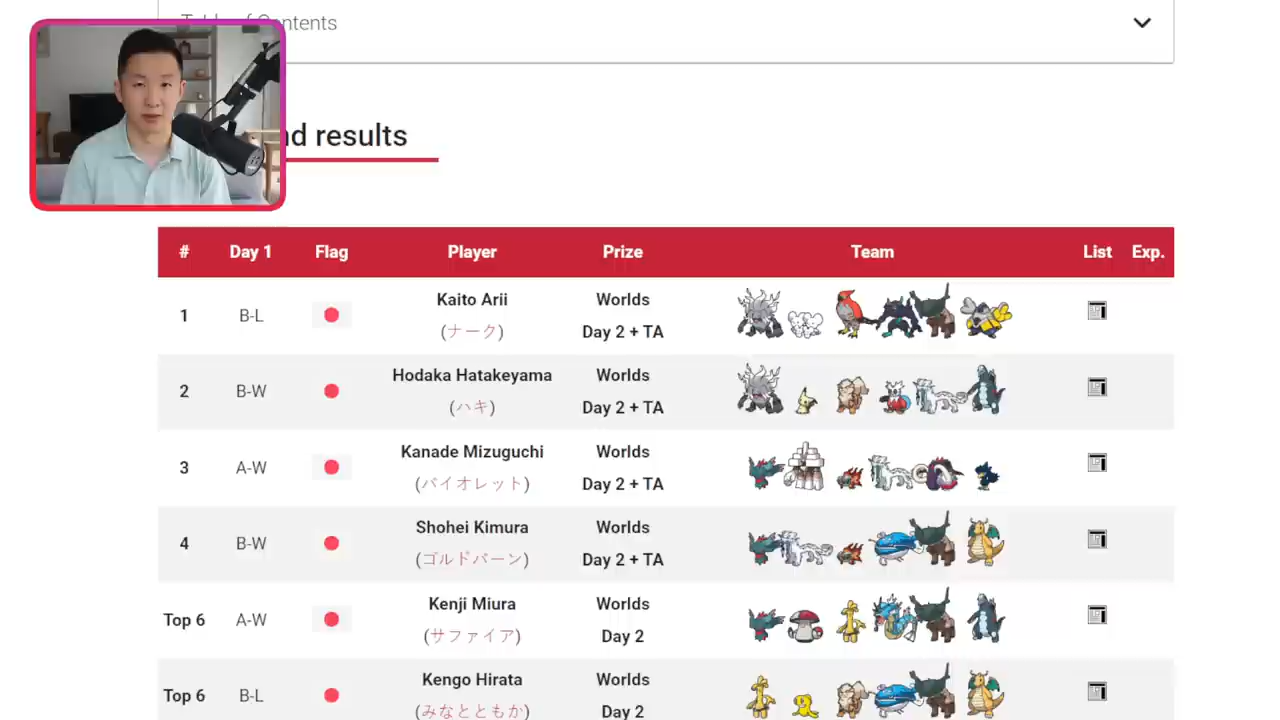 Table of Contents
nd results
# Day 1 Flag Player Prize Team List Exp.
1 B-L Kaito Arii (ナーク) Worlds Day 2 + TA
2 B-W Hodaka Hatakeyama (ハキ) Worlds Day 2 + TA
3 A-W Kanade Mizuguchi (バイオレット) Worlds Day 2 + TA
4 B-W Shohei Kimura (ゴルドバーン) Worlds Day 2 + TA
Top 6 A-W Kenji Miura (サファイア) Worlds Day 2
Top 6 B-L Kengo Hirata (みなとともか) Worlds Day 2